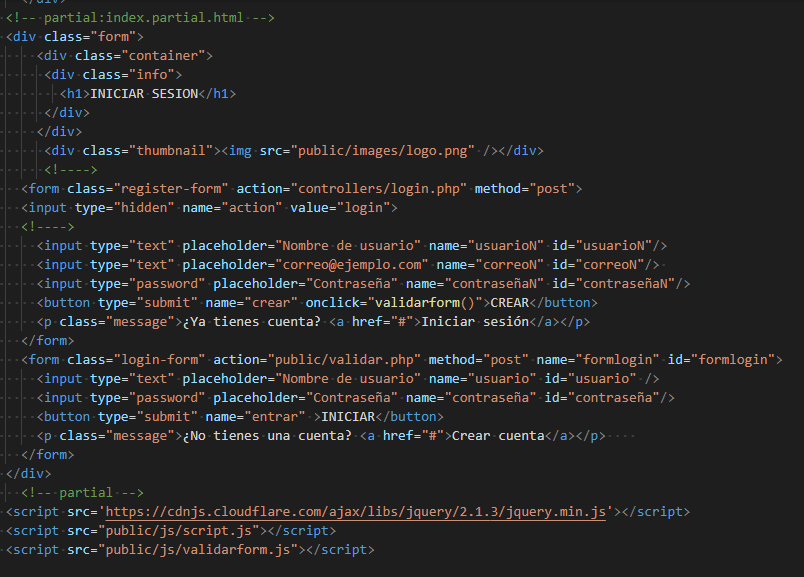 </div>
<!-- partial:index.partial.html -->
<div class="form">
<div class="container">
<div class="info">
<h1>INICIAR SESION</h1>
</div>
</div>
<div class="thumbnail"><img src="public/images/logo.png" /></div>
<!---->
<form class="register-form" action="controllers/login.php" method="post">
<input type="hidden" name="action" value="login">
<!---->
<input type="text" placeholder="Nombre de usuario" name="usuarioN" id="usuarioN"/>
<input type="text" placeholder="correo@ejemplo.com" name="correoN" id="correoN"/>
<input type="password" placeholder="Contraseña" name="contraseñaN" id="contraseñaN"/>
<button type="submit" name="crear" onclick="validarform()">CREAR</button>
<p class="message">¿Ya tienes cuenta? <a href="#">Iniciar sesión</a></p>
</form>
<form class="login-form" action="public/validar.php" method="post" name="formlogin" id="formlogin">
<input type="text" placeholder="Nombre de usuario" name="usuario" id="usuario" />
<input type="password" placeholder="Contraseña" name="contraseña" id="contraseña"/>
<button type="submit" name="entrar" >INICIAR</button>
<p class="message">¿No tienes una cuenta? <a href="#">Crear cuenta</a></p>
</form>
</div>
<!-- partial -->
<script src='https://cdnjs.cloudflare.com/ajax/libs/jquery/2.1.3/jquery.min.js'></script>
<script src="public/js/script.js"></script>
<script src="public/js/validarform.js"></script>